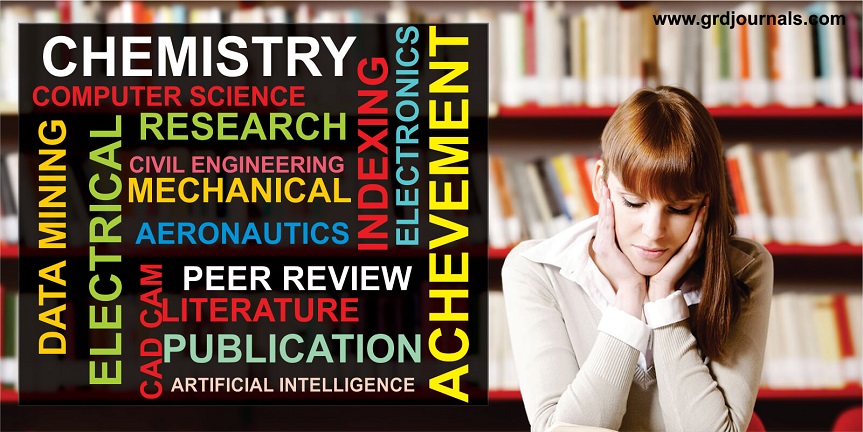 www.grdjournals.com
CHEMISTRY
COMPUTER SCIENCE
RESEARCH
CIVIL ENGINEERING
MECHANICAL
AERONAUTICS
DATA MINING
ELECTRICAL
INDEXING
ELECTRONICS
ACHEVEMENT
PEER REVIEW
CAD CAM
LITERATURE
PUBLICATION
ARTIFICIAL INTELLIGENCE